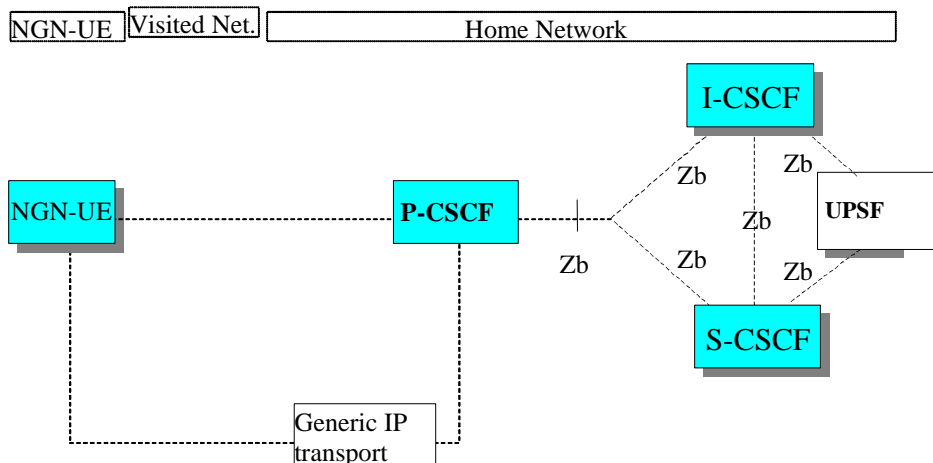 NGN-UE
Visited Net.
Home Network
I-CSCF
Zb
Zb
NGN-UE
P-CSCF
Zb
UPSF
Zb
Zb
Zb
S-CSCF
Generic IP
transport